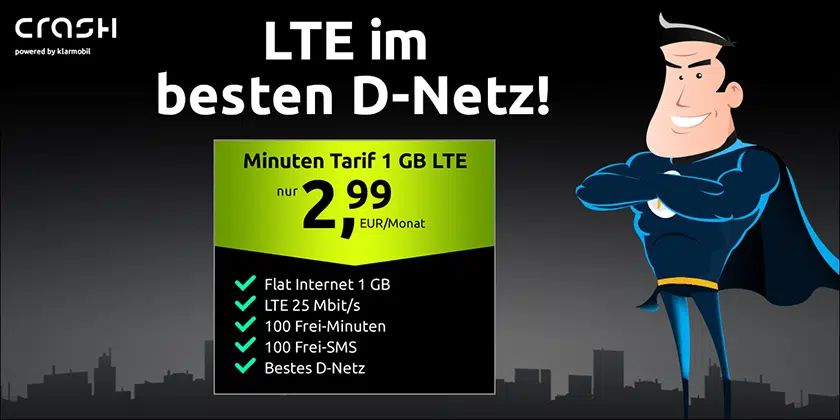 crash
powered by klarmobil
LTE im
besten D-Netz!
Minuten Tarif 1 GB LTE
nur 2,99
EUR/Monat
Flat Internet 1 GB
LTE 25 Mbit/s
100 Frei-Minuten
100 Frei-SMS
Bestes D-Netz